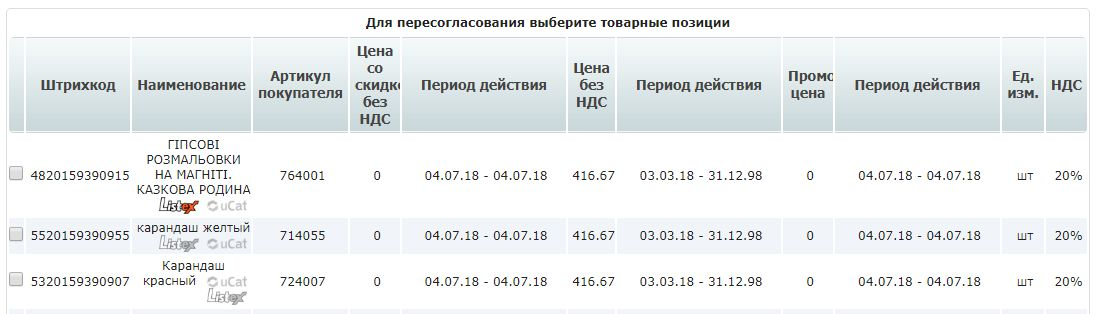 Для пересогласования выберите товарные позиции
Штрихкод Наименование Артикул покупателя Цена со скидкой без НДС Период действия Цена без НДС Период действия Промо цена Период действия Ед. изм. НДС
4820159390915 ГІПСОВІ РОЗМАЛЬОВКИ НА МАГНІТІ. КАЗКОВА РОДИНА Listex uCat 764001 0 04.07.18 - 04.07.18 416.67 03.03.18 - 31.12.98 0 04.07.18 - 04.07.18 шт 20%
5520159390955 карандаш желтый Listex uCat 714055 0 04.07.18 - 04.07.18 416.67 03.03.18 - 31.12.98 0 04.07.18 - 04.07.18 шт 20%
5320159390907 Карандаш красный uCat Listex 724007 0 04.07.18 - 04.07.18 416.67 03.03.18 - 31.12.98 0 04.07.18 - 04.07.18 шт 20%